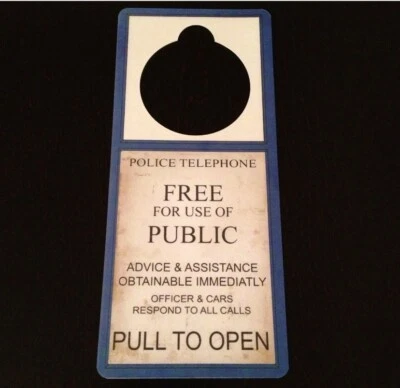 POLICE TELEPHONE
FREE
FOR USE OF
PUBLIC
ADVICE & ASSISTANCE
OBTAINABLE IMMEDIATLY
OFFICER & CARS
RESPOND TO ALL CALLS
PULL TO OPEN